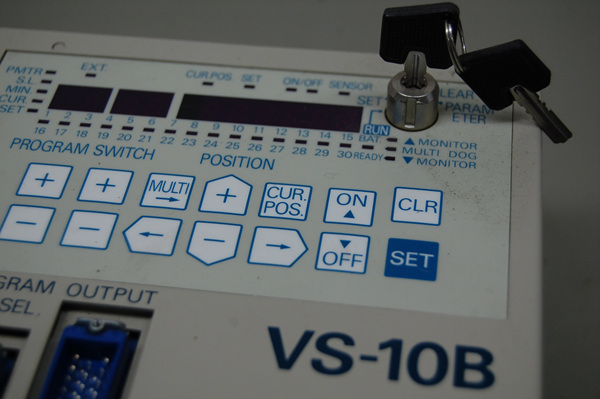 PMTR
EXT.
S.L.
CUR.POS SET ON/OFF SENSOR
MIN
CUR
SET
SET
CLEAR
PARAM-
ETER
1 2 3 4 5 6 7 8 9 10 11 12 13 14 15 BAT
RUN
16 17 18 19 20 21 22 23 24 25 26 27 28 29 30 READY
▲ MONITOR
MULTI DOG
▼ MONITOR
PROGRAM SWITCH POSITION
+ + MULTI → + CUR. POS. ON ▲ CLR
− − ← − → ▼ OFF SET
GRAM OUTPUT
SEL.
VS-10B